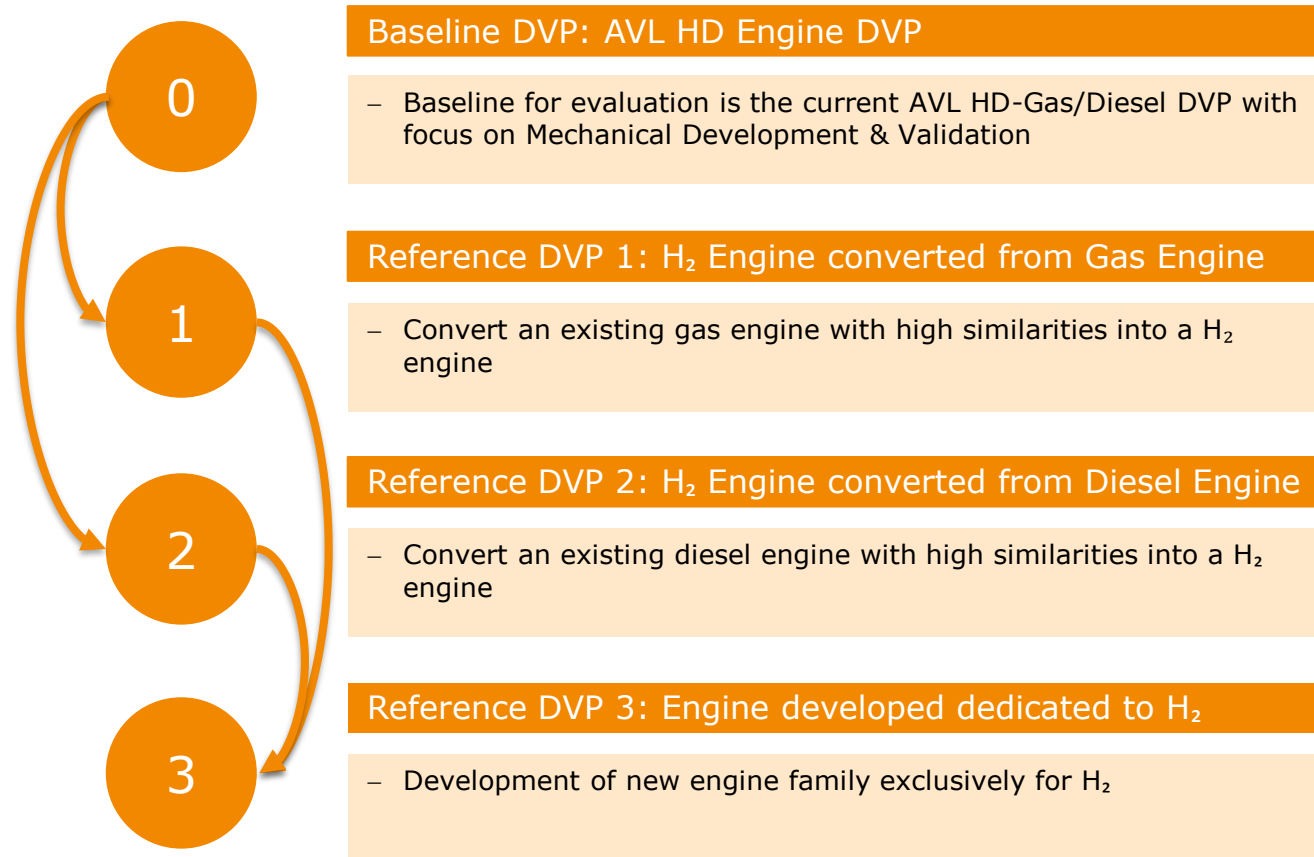 0
Baseline DVP: AVL HD Engine DVP
– Baseline for evaluation is the current AVL HD-Gas/Diesel DVP with
focus on Mechanical Development & Validation
1
Reference DVP 1: H₂ Engine converted from Gas Engine
– Convert an existing gas engine with high similarities into a H₂
engine
2
Reference DVP 2: H₂ Engine converted from Diesel Engine
– Convert an existing diesel engine with high similarities into a H₂
engine
3
Reference DVP 3: Engine developed dedicated to H₂
– Development of new engine family exclusively for H₂